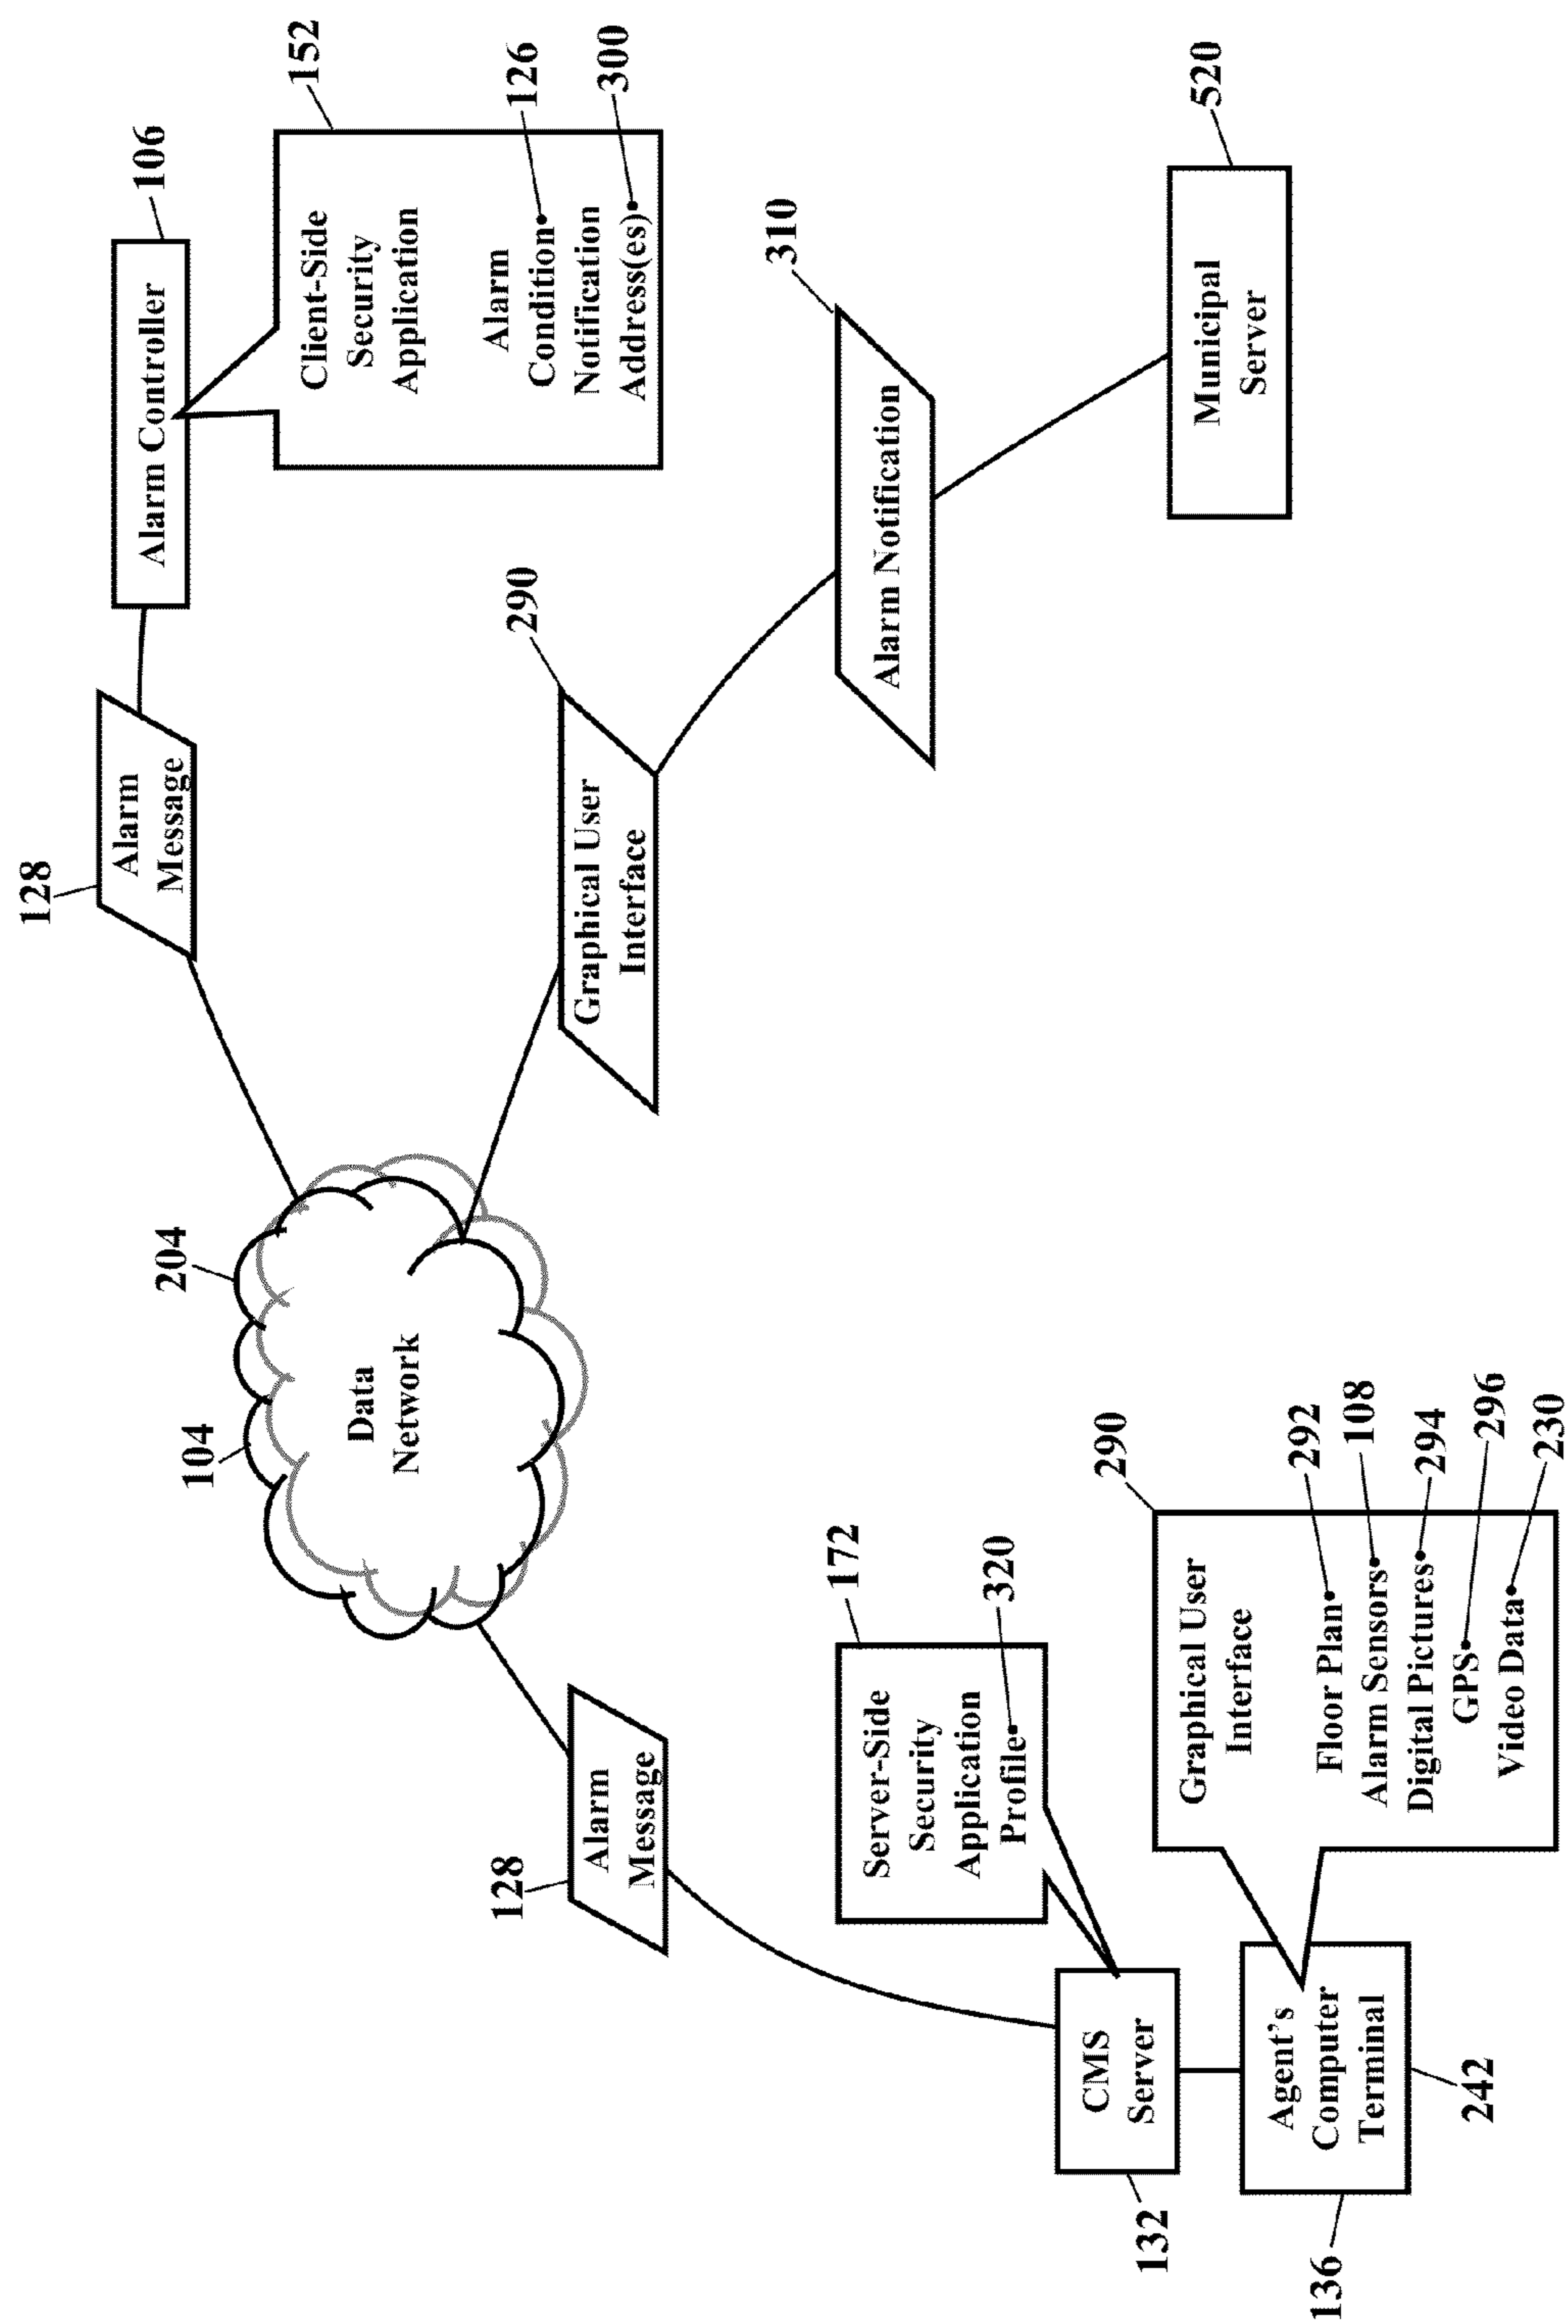 128
Alarm
Message
Alarm Controller
106
Client-Side
Security
Application
Alarm
Condition
Notification
Address(es)
152
126
300
104
204
Data
Network
290
Graphical User
Interface
310
Alarm Notification
Municipal
Server
520
128
Alarm
Message
172
Server-Side
Security
Application
Profile
320
132
CMS
Server
136
Agent's
Computer
Terminal
242
290
Graphical User
Interface
Floor Plan
292
Alarm Sensors
108
Digital Pictures
294
GPS
296
Video Data
230